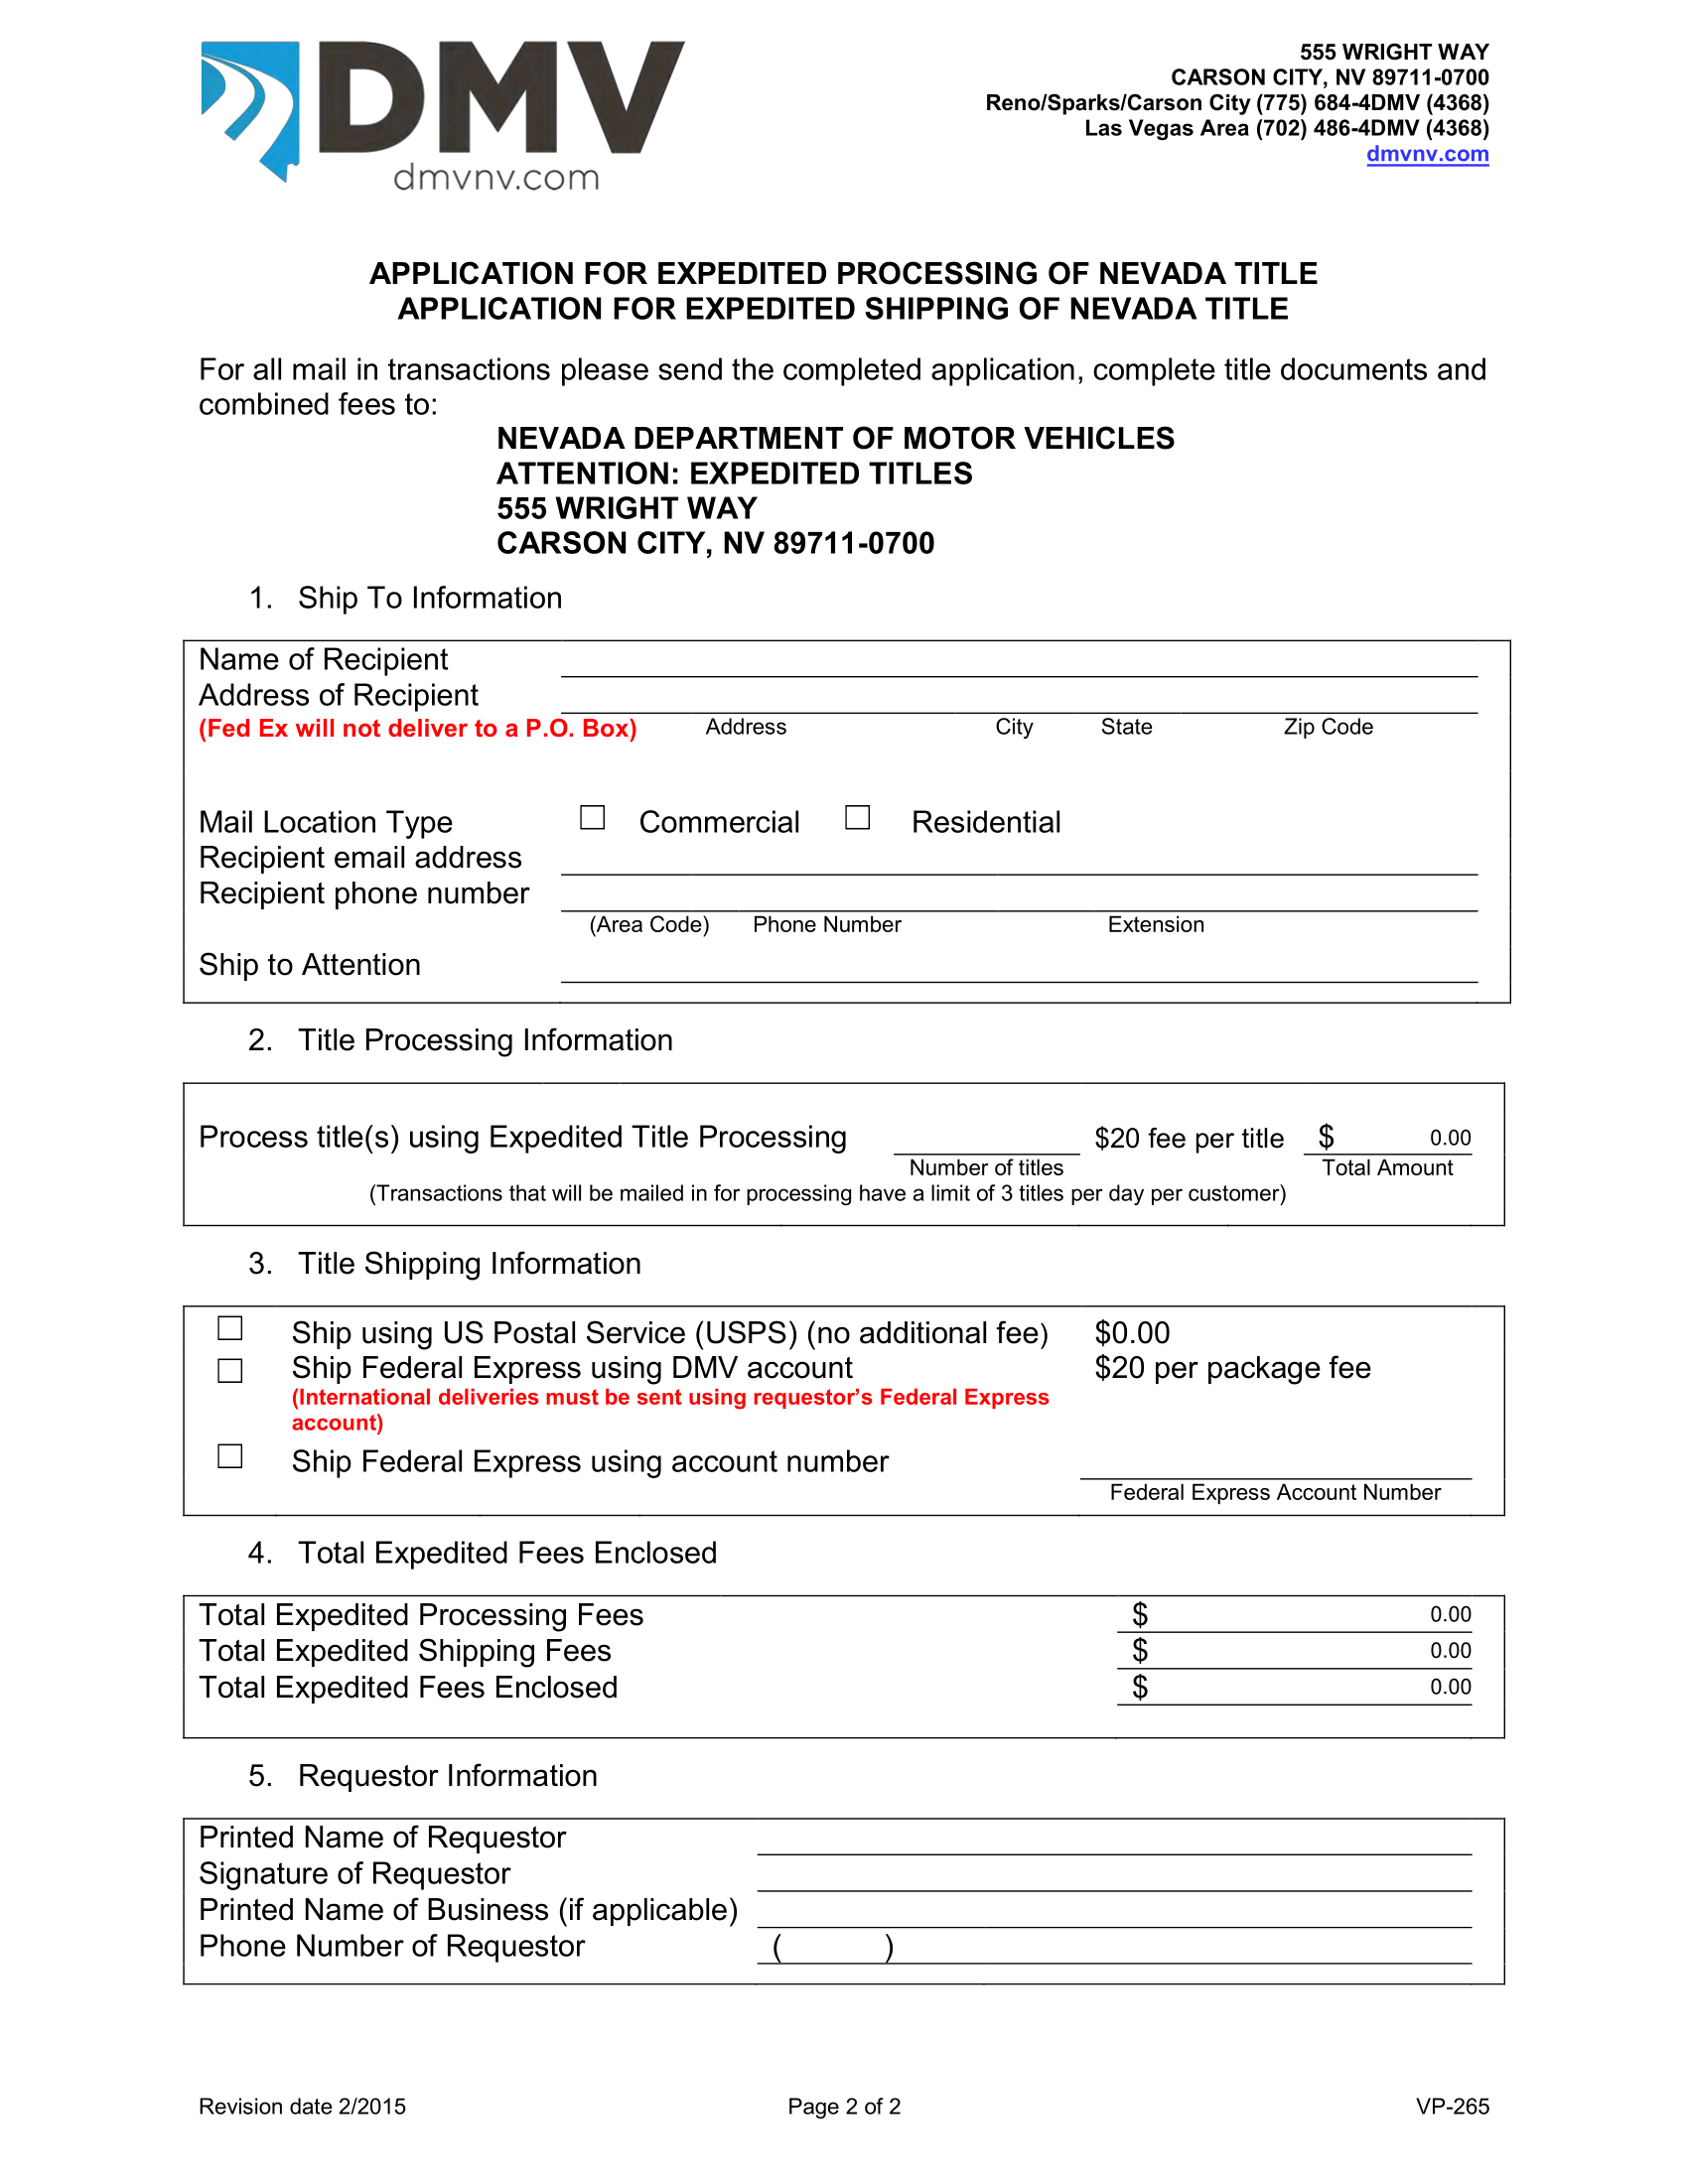 DMV
dmvnv.com
555 WRIGHT WAY
CARSON CITY, NV 89711-0700
Reno/Sparks/Carson City (775) 684-4DMV (4368)
Las Vegas Area (702) 486-4DMV (4368)
dmvnv.com
APPLICATION FOR EXPEDITED PROCESSING OF NEVADA TITLE
APPLICATION FOR EXPEDITED SHIPPING OF NEVADA TITLE
For all mail in transactions please send the completed application, complete title documents and
combined fees to:
NEVADA DEPARTMENT OF MOTOR VEHICLES
ATTENTION: EXPEDITED TITLES
555 WRIGHT WAY
CARSON CITY, NV 89711-0700
1. Ship To Information
Name of Recipient
Address of Recipient
(Fed Ex will not deliver to a P.O. Box) Address City State Zip Code
Mail Location Type ☐ Commercial ☐ Residential
Recipient email address
Recipient phone number
(Area Code) Phone Number Extension
Ship to Attention
2. Title Processing Information
Process title(s) using Expedited Title Processing $20 fee per title $ 0.00
Number of titles Total Amount
(Transactions that will be mailed in for processing have a limit of 3 titles per day per customer)
3. Title Shipping Information
☐ Ship using US Postal Service (USPS) (no additional fee) $0.00
☐ Ship Federal Express using DMV account $20 per package fee
(International deliveries must be sent using requestor’s Federal Express
account)
☐ Ship Federal Express using account number
Federal Express Account Number
4. Total Expedited Fees Enclosed
Total Expedited Processing Fees $ 0.00
Total Expedited Shipping Fees $ 0.00
Total Expedited Fees Enclosed $ 0.00
5. Requestor Information
Printed Name of Requestor
Signature of Requestor
Printed Name of Business (if applicable)
Phone Number of Requestor ( )
Revision date 2/2015 Page 2 of 2 VP-265